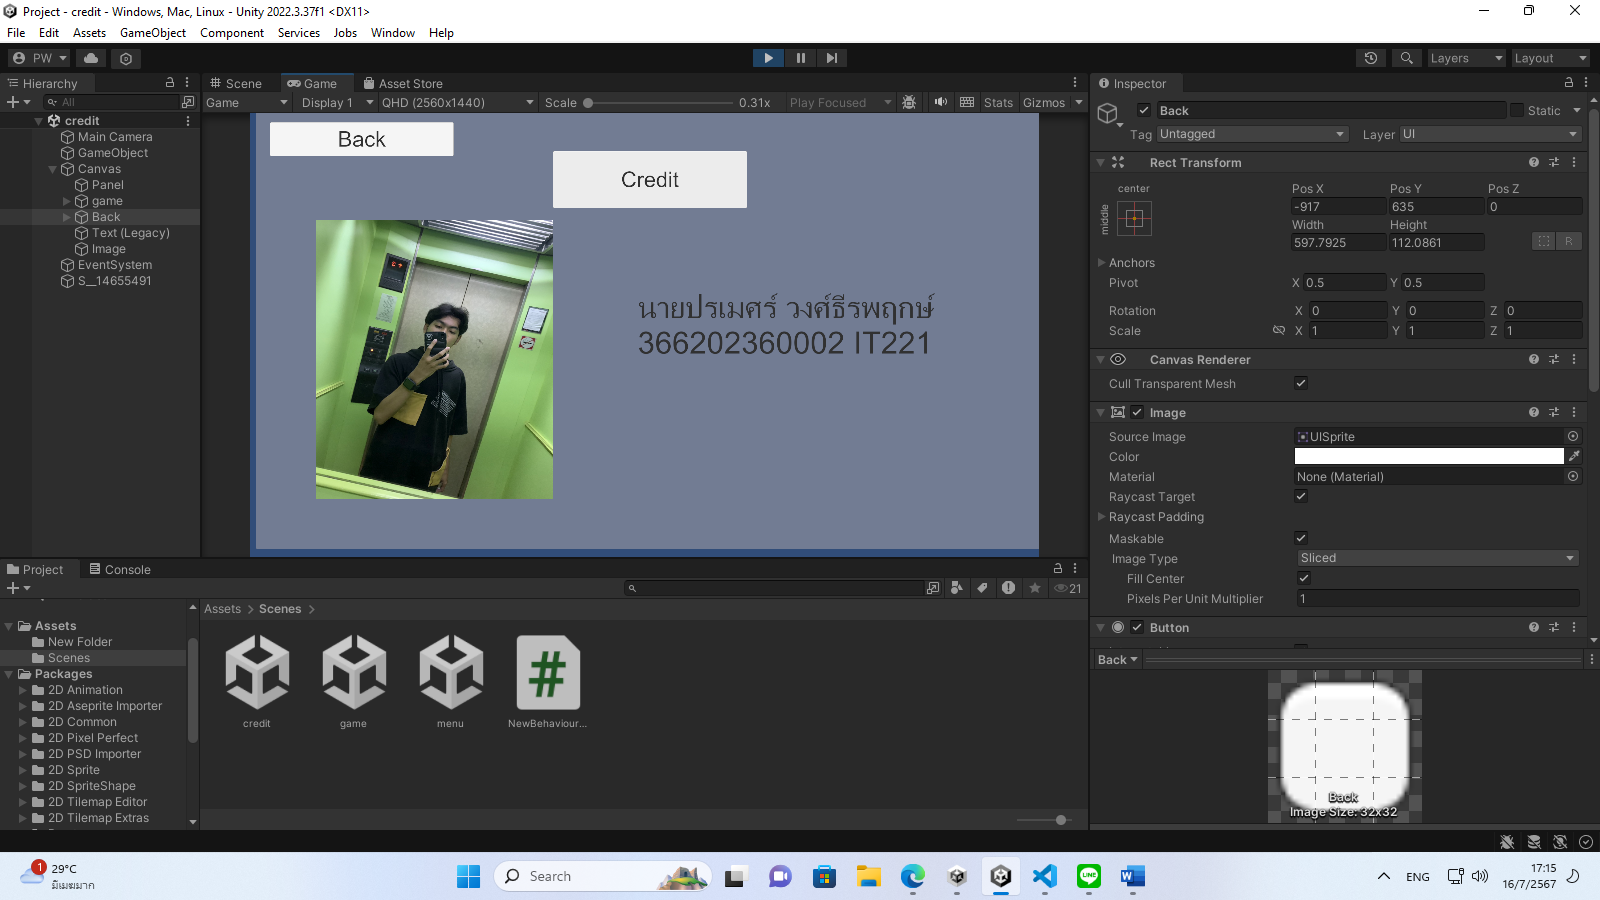 Project - credit - Windows, Mac, Linux - Unity 2022.3.37f1 <DX11>
File Edit Assets GameObject Component Services Jobs Window Help
PW
Layers
Layout
Hierarchy
All
credit
Main Camera
GameObject
Canvas
Panel
game
Back
Text (Legacy)
Image
EventSystem
S__14655491
Scene
Game
Asset Store
Game
Display 1
QHD (2560x1440)
Scale
0.31x
Play Focused
Stats
Gizmos
Back
Credit
นายปรเมศร์ วงศ์ธีรพฤกษ์
366202360002 IT221
Inspector
Back
Static
Tag Untagged
Layer UI
Rect Transform
center
middle
Pos X Pos Y Pos Z
-917 635 0
Width Height
597.7925 112.0861
R
Anchors
Pivot X 0.5 Y 0.5
Rotation X 0 Y 0 Z 0
Scale X 1 Y 1 Z 1
Canvas Renderer
Cull Transparent Mesh
Image
Source Image UISprite
Color
Material None (Material)
Raycast Target
Raycast Padding
Maskable
Image Type Sliced
Fill Center
Pixels Per Unit Multiplier 1
Button
Back
Back
Image Size: 32x32
Project
Console
21
Assets
New Folder
Scenes
Packages
2D Animation
2D Aseprite Importer
2D Common
2D Pixel Perfect
2D PSD Importer
2D Sprite
2D SpriteShape
2D Tilemap Editor
2D Tilemap Extras
Assets > Scenes >
credit
game
menu
NewBehaviour...
1
29°C
มีเมฆมาก
Search
ENG
17:15
16/7/2567